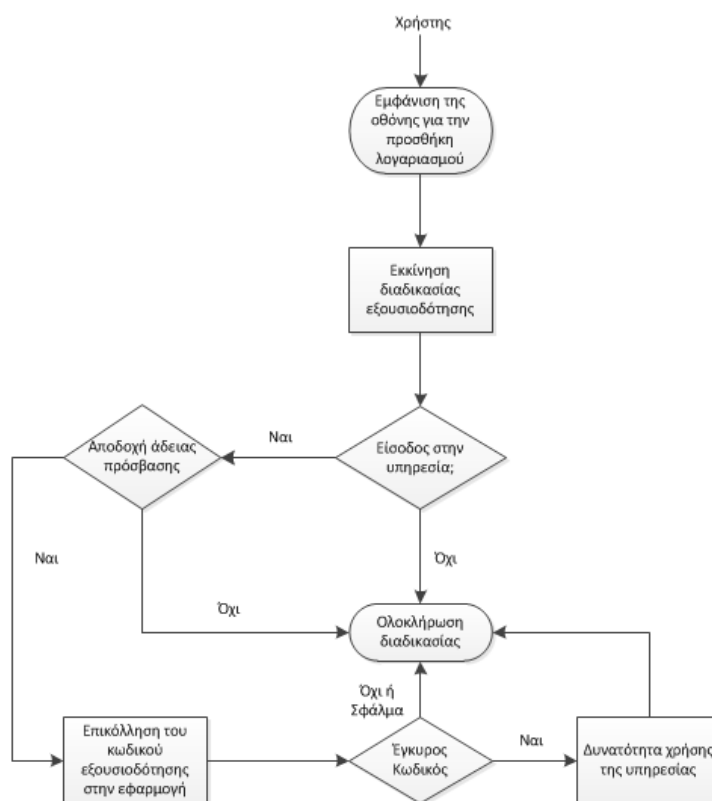 Χρήστης
Εμφάνιση της
οθόνης για την
προσθήκη
λογαριασμού
Εκκίνηση
διαδικασίας
εξουσιοδότησης
Είσοδος στην
υπηρεσία;
Ναι
Αποδοχή άδειας
πρόσβασης
Ναι
Όχι
Όχι
Ολοκλήρωση
διαδικασίας
Όχι ή
Σφάλμα
Επικόλληση του
κωδικού
εξουσιοδότησης
στην εφαρμογή
Έγκυρος
Κωδικός
Ναι
Δυνατότητα χρήσης
της υπηρεσίας